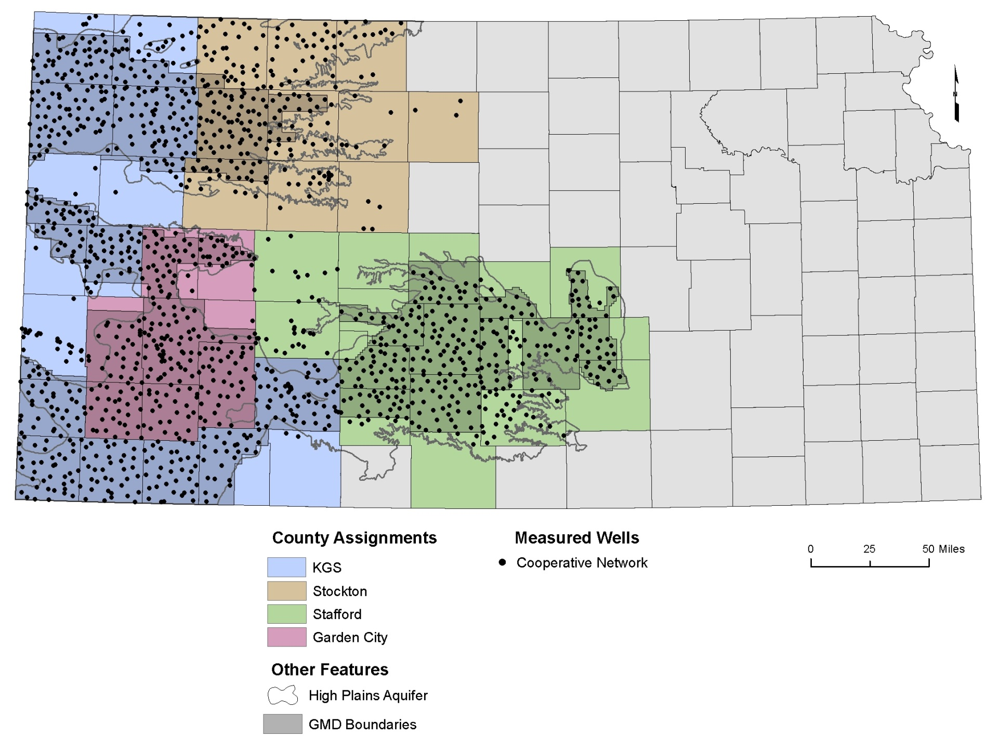 N
County Assignments
KGS
Stockton
Stafford
Garden City
Other Features
High Plains Aquifer
GMD Boundaries
Measured Wells
Cooperative Network
0 25 50 Miles